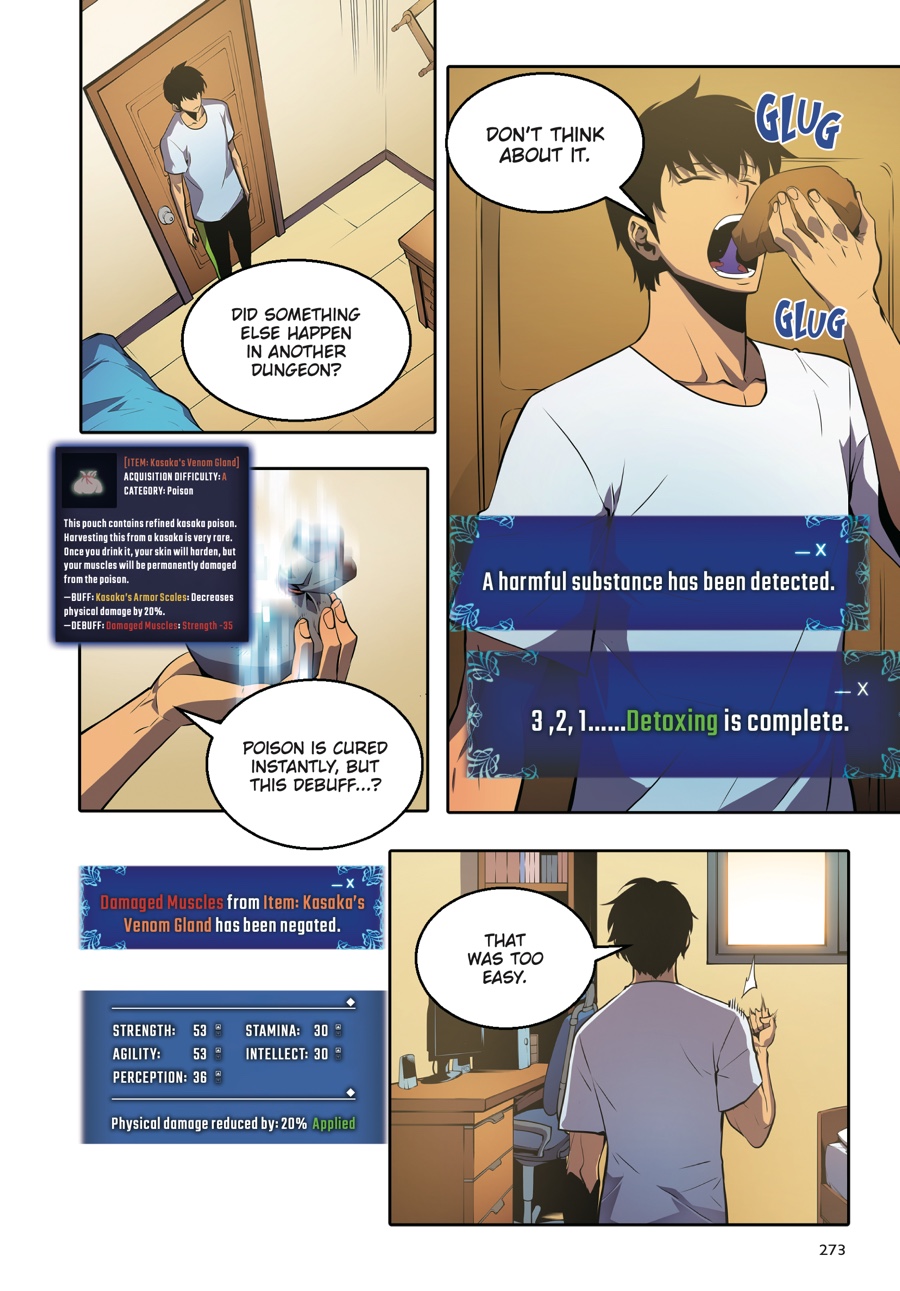 DID SOMETHING
ELSE HAPPEN
IN ANOTHER
DUNGEON?
DON'T THINK
ABOUT IT.
GLUG
GLUG
[ITEM: Kasaka's Venom Gland]
ACQUISITION DIFFICULTY: A
CATEGORY: Poison
This pouch contains refined kasaka poison.
Harvesting this from a kasaka is very rare.
Once you drink it, your skin will harden, but
your muscles will be permanently damaged
from the poison.
—BUFF: Kasaka's Armor Scales: Decreases
physical damage by 20%.
—DEBUFF: Damaged Muscles: Strength -35
POISON IS CURED
INSTANTLY, BUT
THIS DEBUFF...?
— X
A harmful substance has been detected.
— X
3 ,2, 1......Detoxing is complete.
— X
Damaged Muscles from Item: Kasaka's
Venom Gland has been negated.
STRENGTH: 53 STAMINA: 30
AGILITY: 53 INTELLECT: 30
PERCEPTION: 36
Physical damage reduced by: 20% Applied
THAT
WAS TOO
EASY.
273